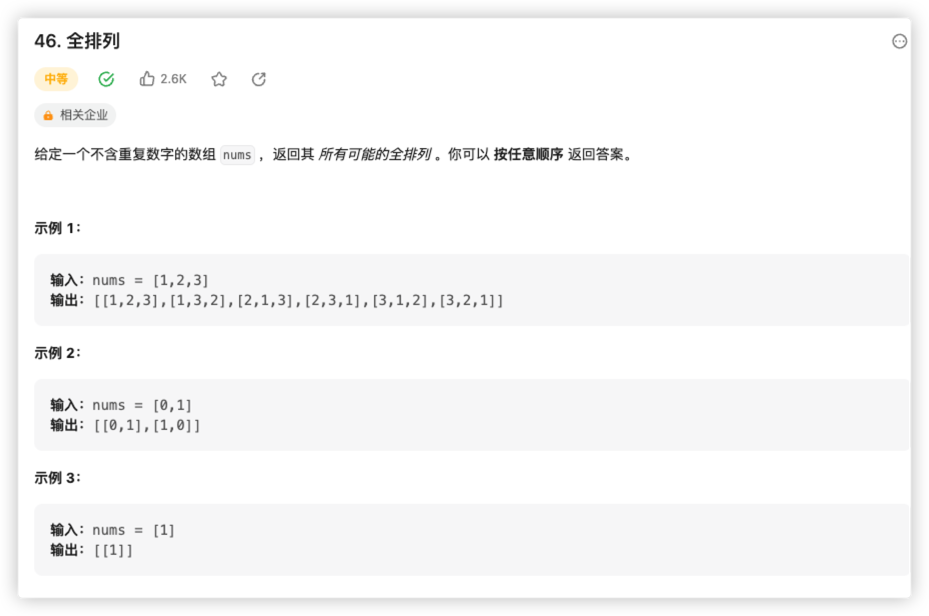 46. 全排列
中等 2.6K
相关企业
给定一个不含重复数字的数组 nums ，返回其 所有可能的全排列 。你可以 按任意顺序 返回答案。
示例 1：
输入：nums = [1,2,3]
输出：[[1,2,3],[1,3,2],[2,1,3],[2,3,1],[3,1,2],[3,2,1]]
示例 2：
输入：nums = [0,1]
输出：[[0,1],[1,0]]
示例 3：
输入：nums = [1]
输出：[[1]]